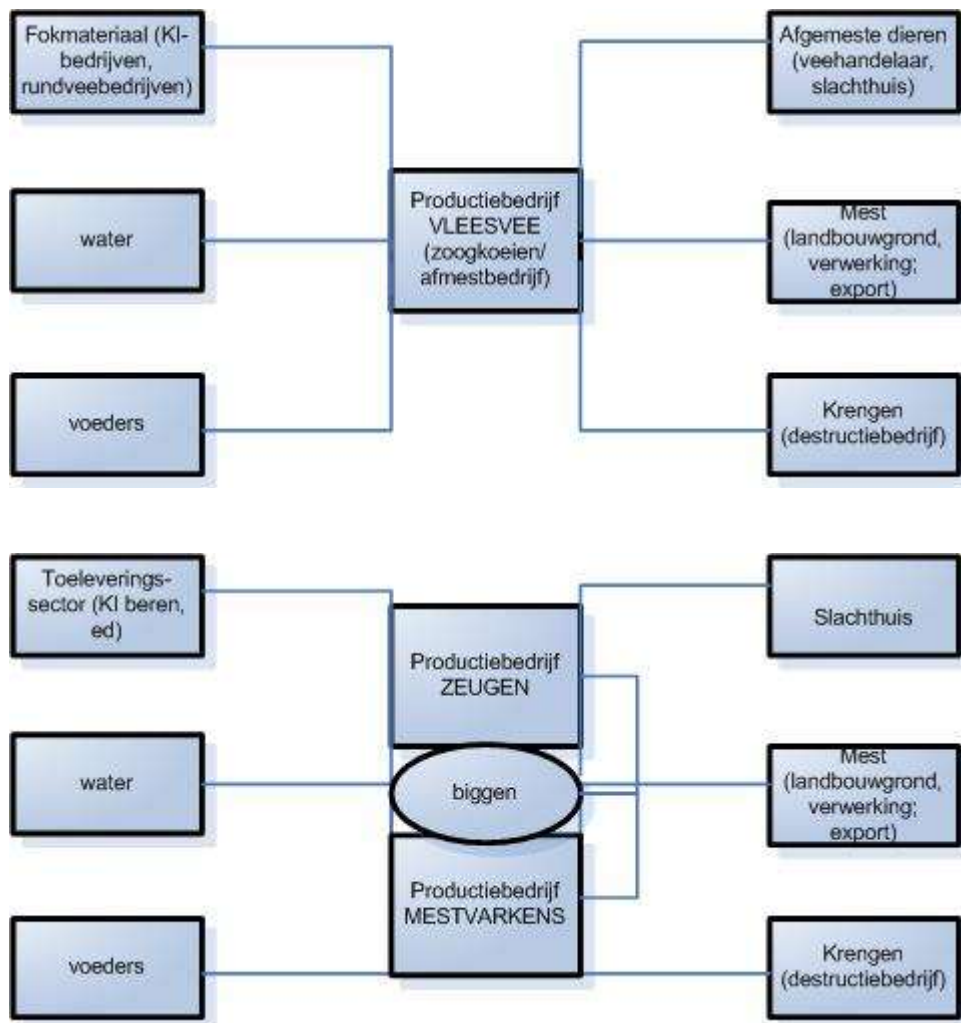 Fokmateriaal (KI-
bedrijven,
rundveebedrijven)
Afgemeste dieren
(veehandelaar,
slachthuis)
Productiebedrijf
VLEESVEE
(zoogkoeien/
afmestbedrijf)
water
Mest
(landbouwgrond,
verwerking;
export)
voeders
Krengen
(destructiebedrijf)
Toeleverings-
sector (KI beren,
ed)
Slachthuis
Productiebedrijf
ZEUGEN
water
biggen
Mest
(landbouwgrond,
verwerking;
export)
Productiebedrijf
MESTVARKENS
voeders
Krengen
(destructiebedrijf)